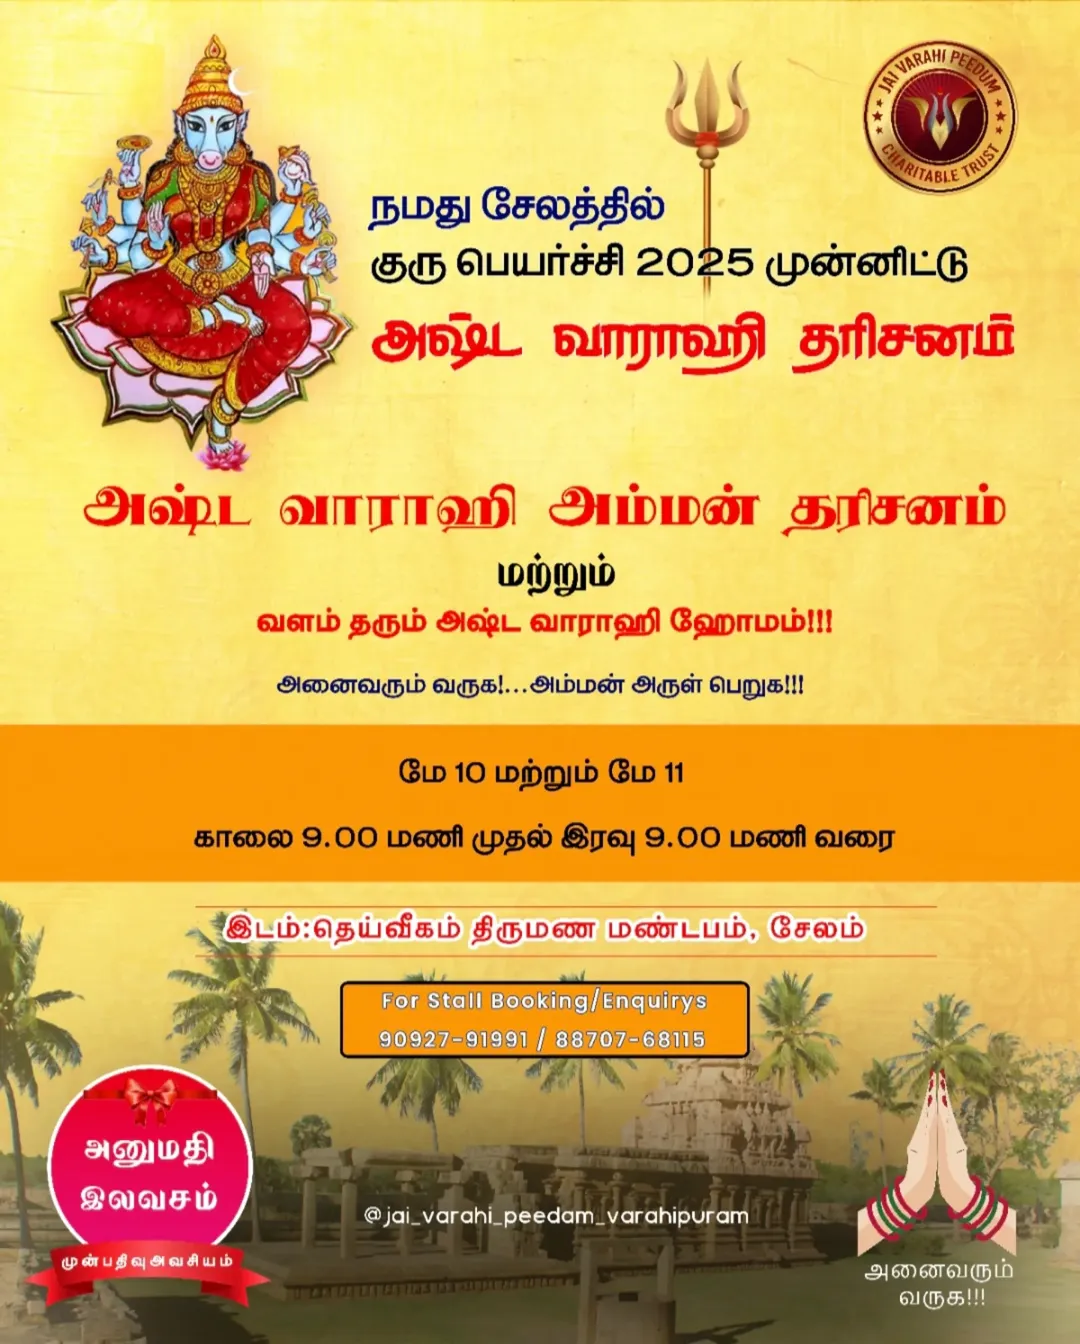 JAI VARAHI PEEDUM
CHARITABLE TRUST
நமது சேலத்தில்
குரு பெயர்ச்சி 2025 முன்னிட்டு
அஷ்ட வாராஹி தரிசனம்
அஷ்ட வாராஹி அம்மன் தரிசனம்
மற்றும்
வளம் தரும் அஷ்ட வாராஹி ஹோமம்!!!
அனைவரும் வருக!...அம்மன் அருள் பெறுக!!!
மே 10 மற்றும் மே 11
காலை 9.00 மணி முதல் இரவு 9.00 மணி வரை
இடம்:தெய்வீகம் திருமண மண்டபம், சேலம்
For Stall Booking/Enquirys
90927-91991 / 88707-68115
அனுமதி
இலவசம்
முன்பதிவு அவசியம்
@jai_varahi_peedam_varahipuram
அனைவரும்
வருக!!!